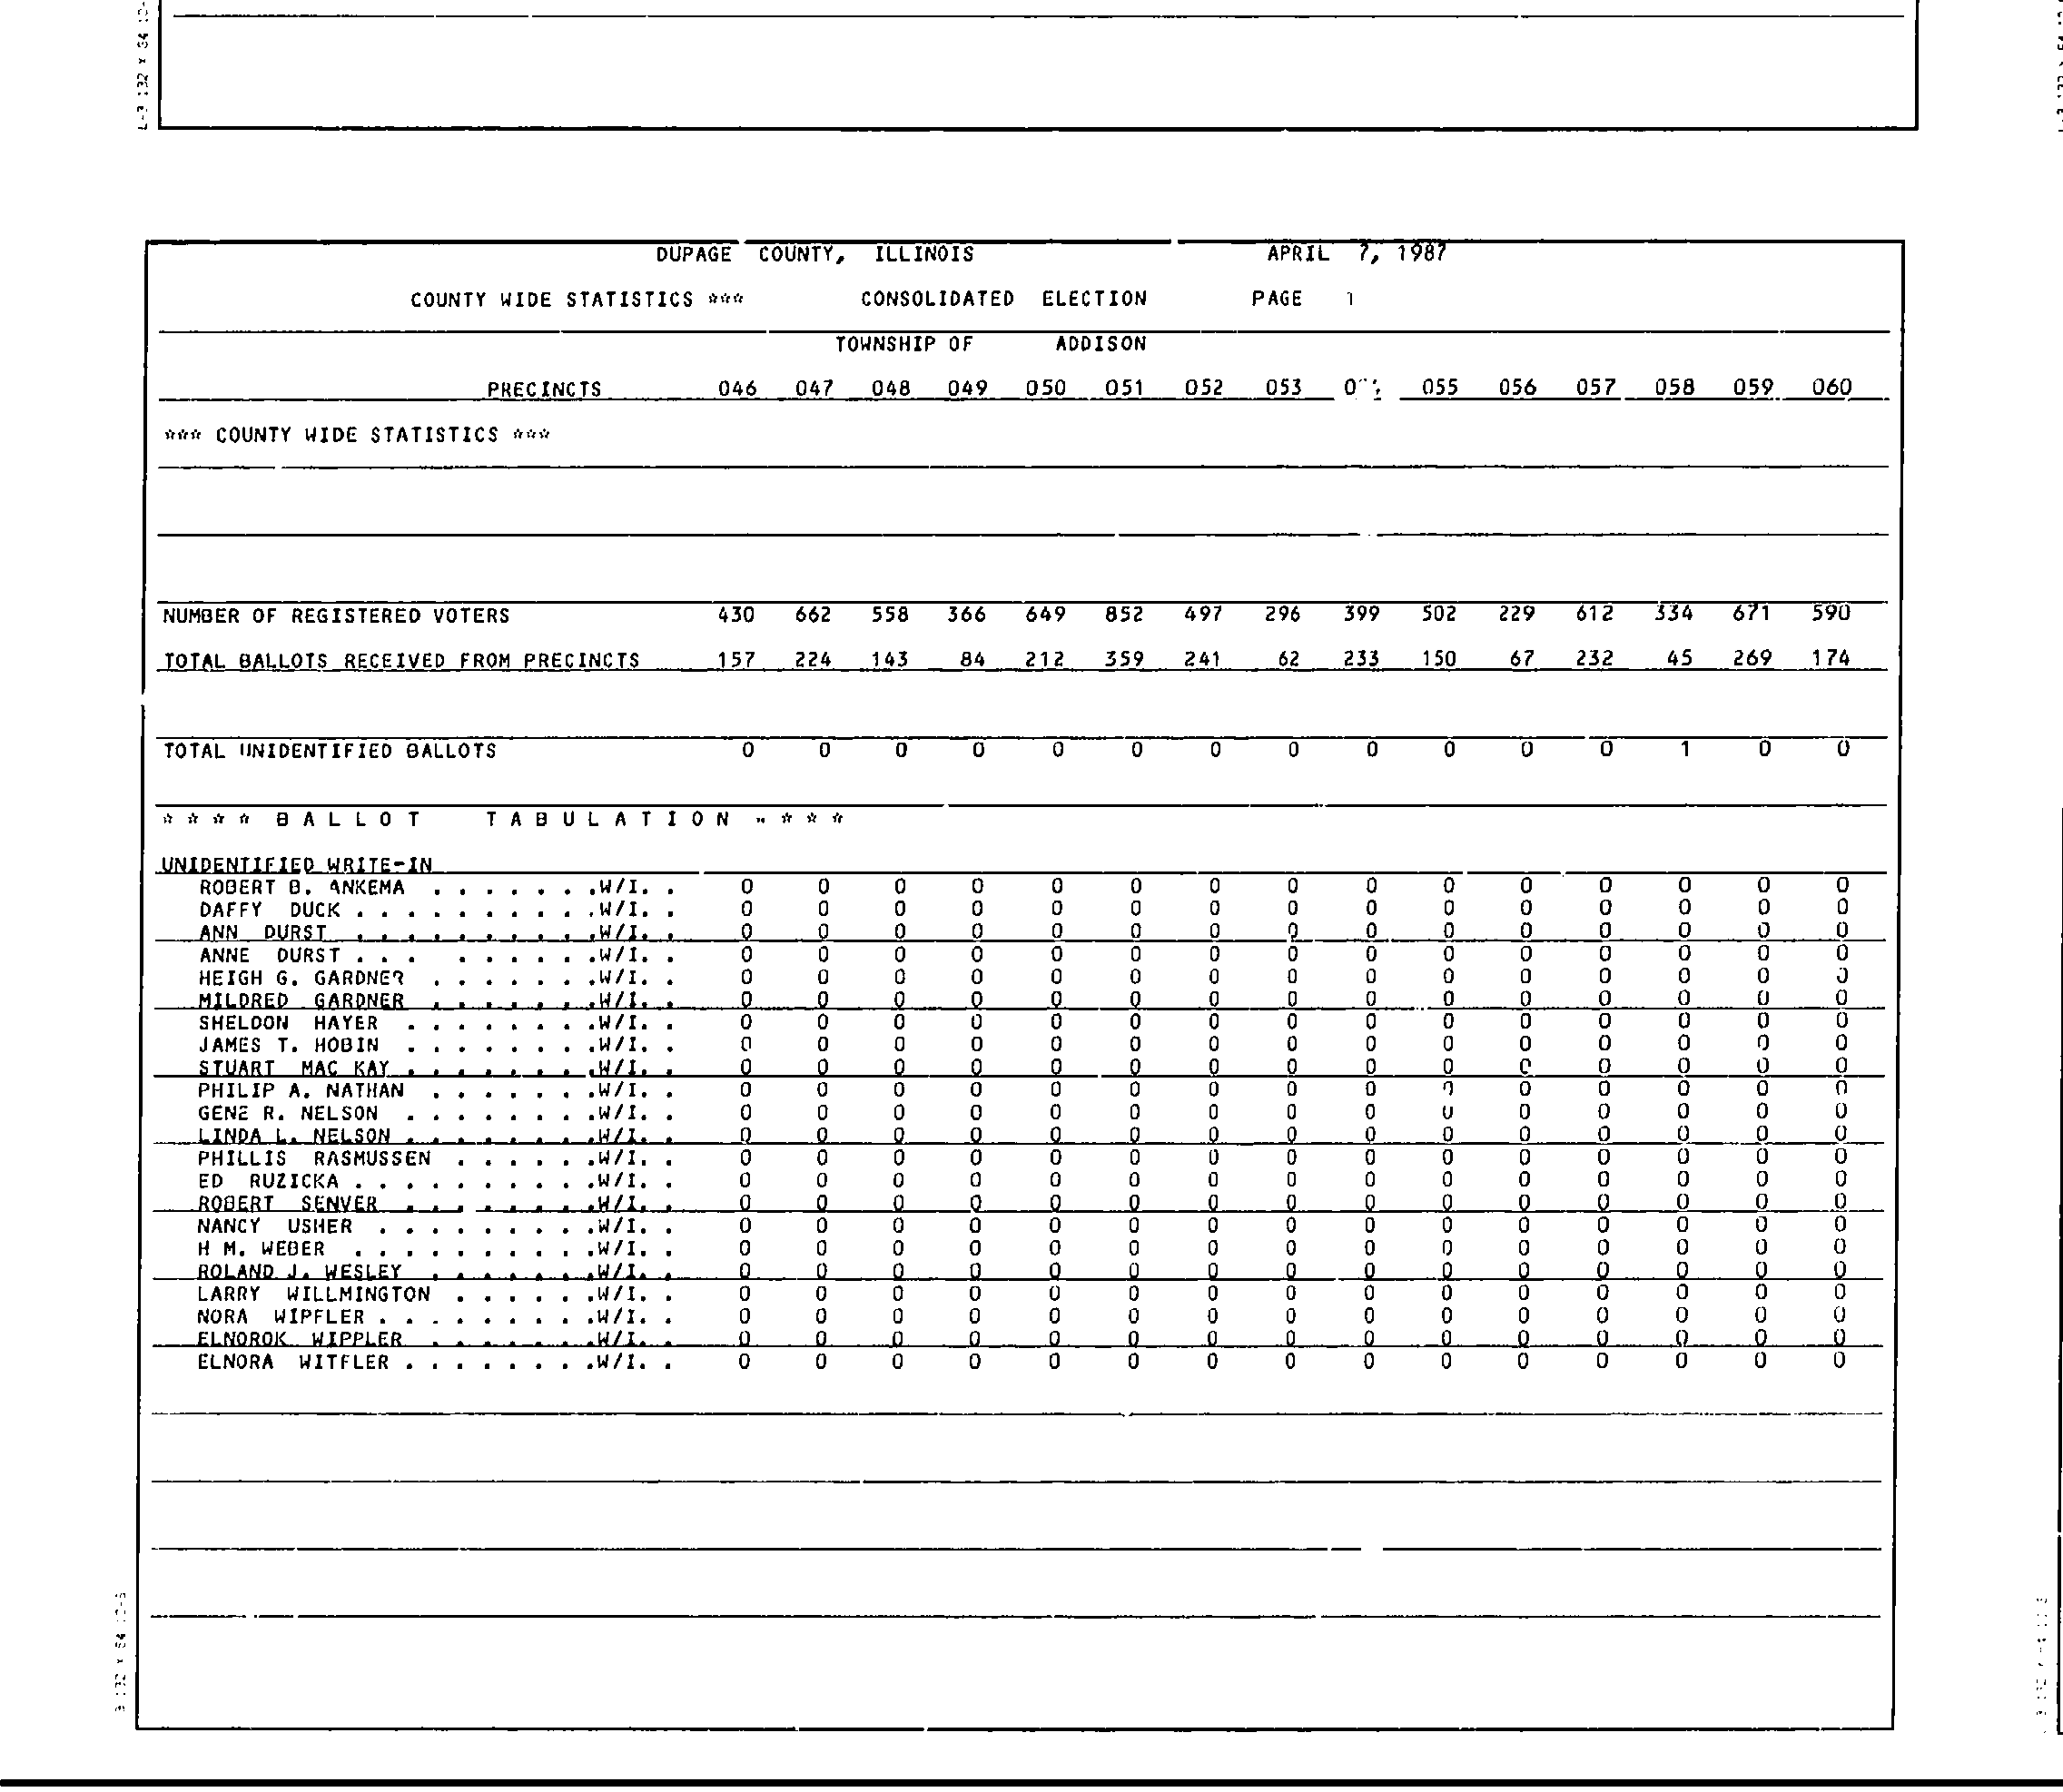 DUPAGE COUNTY, ILLINOIS APRIL 7, 1987
COUNTY WIDE STATISTICS *** CONSOLIDATED ELECTION PAGE 1
TOWNSHIP OF ADDISON
PRECINCTS 046 047 048 049 050 051 052 053 055 056 057 058 059 060
*** COUNTY WIDE STATISTICS ***
NUMBER OF REGISTERED VOTERS 430 662 558 366 649 852 497 296 399 502 229 612 334 671 590
TOTAL BALLOTS RECEIVED FROM PRECINCTS 157 224 143 84 212 359 241 62 233 150 67 232 45 269 174
TOTAL UNIDENTIFIED BALLOTS 0 0 0 0 0 0 0 0 0 0 0 0 1 0 0
* * * * B A L L O T T A B U L A T I O N * * * *
UNIDENTIFIED WRITE-IN
ROBERT B. ANKEMA . . . . . . .W/I. . 0 0 0 0 0 0 0 0 0 0 0 0 0 0 0
DAFFY DUCK . . . . . . . . . .W/I. . 0 0 0 0 0 0 0 0 0 0 0 0 0 0 0
ANN DURST . . . . . . . . . .W/I. . 0 0 0 0 0 0 0 0 0 0 0 0 0 0 0
ANNE DURST . . . . . . . . .W/I. . 0 0 0 0 0 0 0 0 0 0 0 0 0 0 0
HEIGH G. GARDNER . . . . . . .W/I. . 0 0 0 0 0 0 0 0 0 0 0 0 0 0 0
MILDRED GARDNER . . . . . . .W/I. . 0 0 0 0 0 0 0 0 0 0 0 0 0 0 0
SHELDON HAYER . . . . . . . .W/I. . 0 0 0 0 0 0 0 0 0 0 0 0 0 0 0
JAMES T. HOBIN . . . . . . . .W/I. . 0 0 0 0 0 0 0 0 0 0 0 0 0 0 0
STUART MAC KAY . . . . . . . .W/I. . 0 0 0 0 0 0 0 0 0 0 0 0 0 0 0
PHILIP A. NATHAN . . . . . . .W/I. . 0 0 0 0 0 0 0 0 0 0 0 0 0 0 0
GENE R. NELSON . . . . . . . .W/I. . 0 0 0 0 0 0 0 0 0 0 0 0 0 0 0
LINDA L. NELSON . . . . . . . .W/I. . 0 0 0 0 0 0 0 0 0 0 0 0 0 0 0
PHILLIS RASMUSSEN . . . . . .W/I. . 0 0 0 0 0 0 0 0 0 0 0 0 0 0 0
ED RUZICKA . . . . . . . . . .W/I. . 0 0 0 0 0 0 0 0 0 0 0 0 0 0 0
ROBERT SENVER . . . . . . . .W/I. . 0 0 0 0 0 0 0 0 0 0 0 0 0 0 0
NANCY USHER . . . . . . . . .W/I. . 0 0 0 0 0 0 0 0 0 0 0 0 0 0 0
H M. WEBER . . . . . . . . . .W/I. . 0 0 0 0 0 0 0 0 0 0 0 0 0 0 0
ROLAND J. WESLEY . . . . . . .W/I. . 0 0 0 0 0 0 0 0 0 0 0 0 0 0 0
LARRY WILLMINGTON . . . . . .W/I. . 0 0 0 0 0 0 0 0 0 0 0 0 0 0 0
NORA WIPFLER . . . . . . . . .W/I. . 0 0 0 0 0 0 0 0 0 0 0 0 0 0 0
ELNOROK WIPPLER . . . . . . .W/I. . 0 0 0 0 0 0 0 0 0 0 0 0 0 0 0
ELNORA WITFLER . . . . . . . .W/I. . 0 0 0 0 0 0 0 0 0 0 0 0 0 0 0